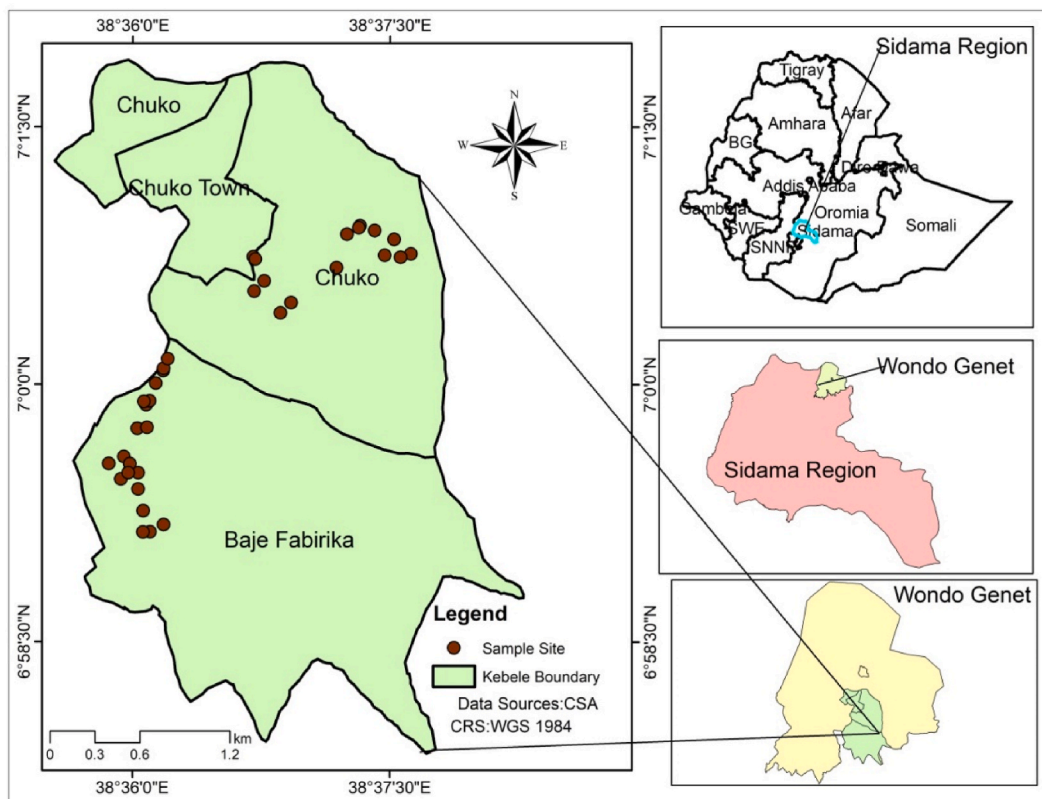 38°36'0"E
38°37'30"E
7°1'30"N
7°0'0"N
6°58'30"N
Chuko
Chuko Town
Chuko
Baje Fabirika
N
W
E
S
Legend
Sample Site
Kebele Boundary
Data Sources:CSA
CRS:WGS 1984
km
0 0.3 0.6 1.2
38°36'0"E
38°37'30"E
7°1'30"N
7°0'0"N
6°58'30"N
Sidama Region
Tigray
Afar
Amhara
BG
Addis Ababa
Oromia
Somali
Sidama
Wondo Genet
Sidama Region
Wondo Genet